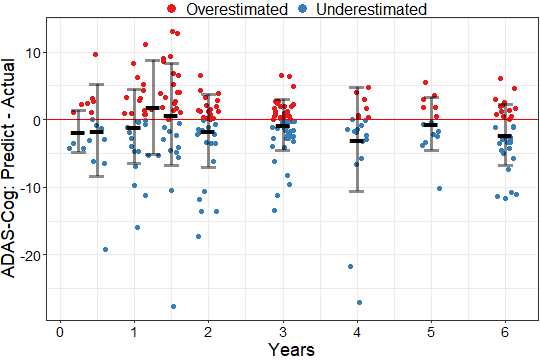 Overestimated Underestimated
ADAS-Cog: Predict - Actual
10
0
-10
-20
0 1 2 3 4 5 6
Years